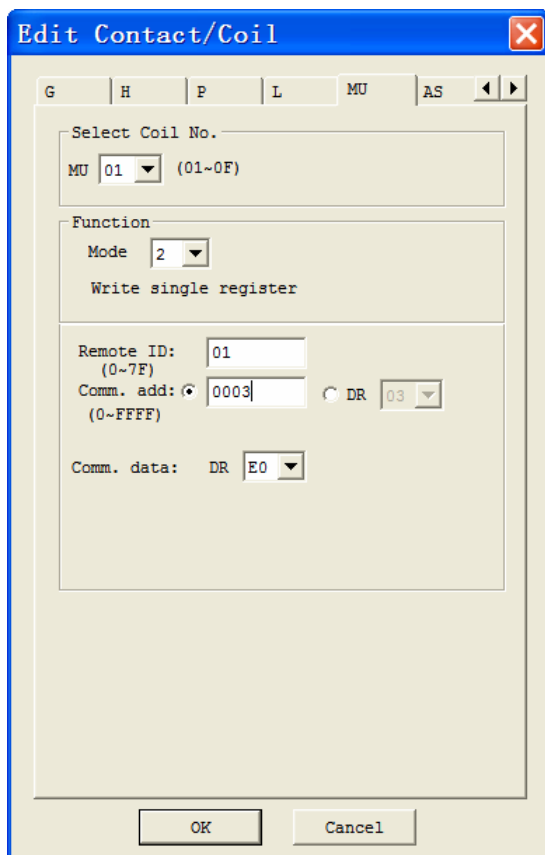 Edit Contact/Coil
G H P L MU AS
Select Coil No.
MU 01 (01~0F)
Function
Mode 2
Write single register
Remote ID: 01
(0~7F)
Comm. add: 0003 DR 03
(0~FFFF)
Comm. data: DR E0
OK Cancel